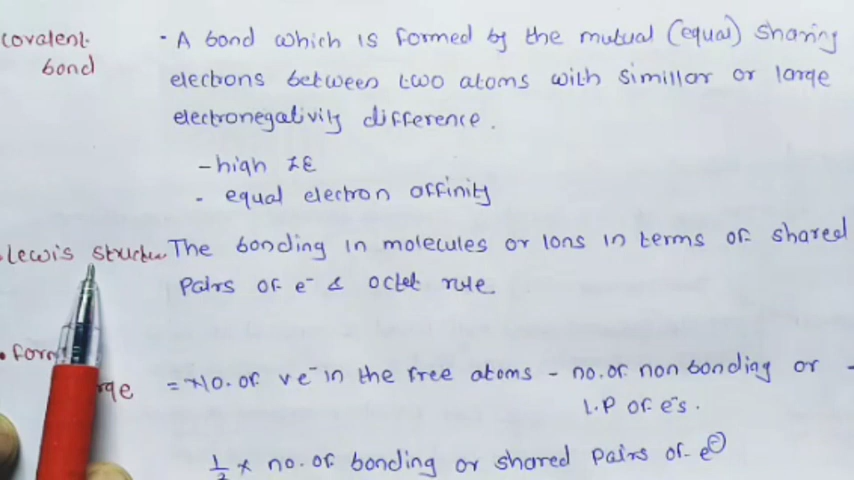 covalent · A bond which is formed by the mutual (equal) sharing
bond electrons between two atoms with simillar or large
electronegativity difference.
- high IE
- equal electron affinity
Lewis structure The bonding in molecules or Ions in terms of shared
Pairs of e⁻ & octet rule
• Form
rge = no. of ve⁻ in the free atoms - no. of non bonding or -
L.P of e⁻s.
1/2 × no. of bonding or shared pairs of e⊖